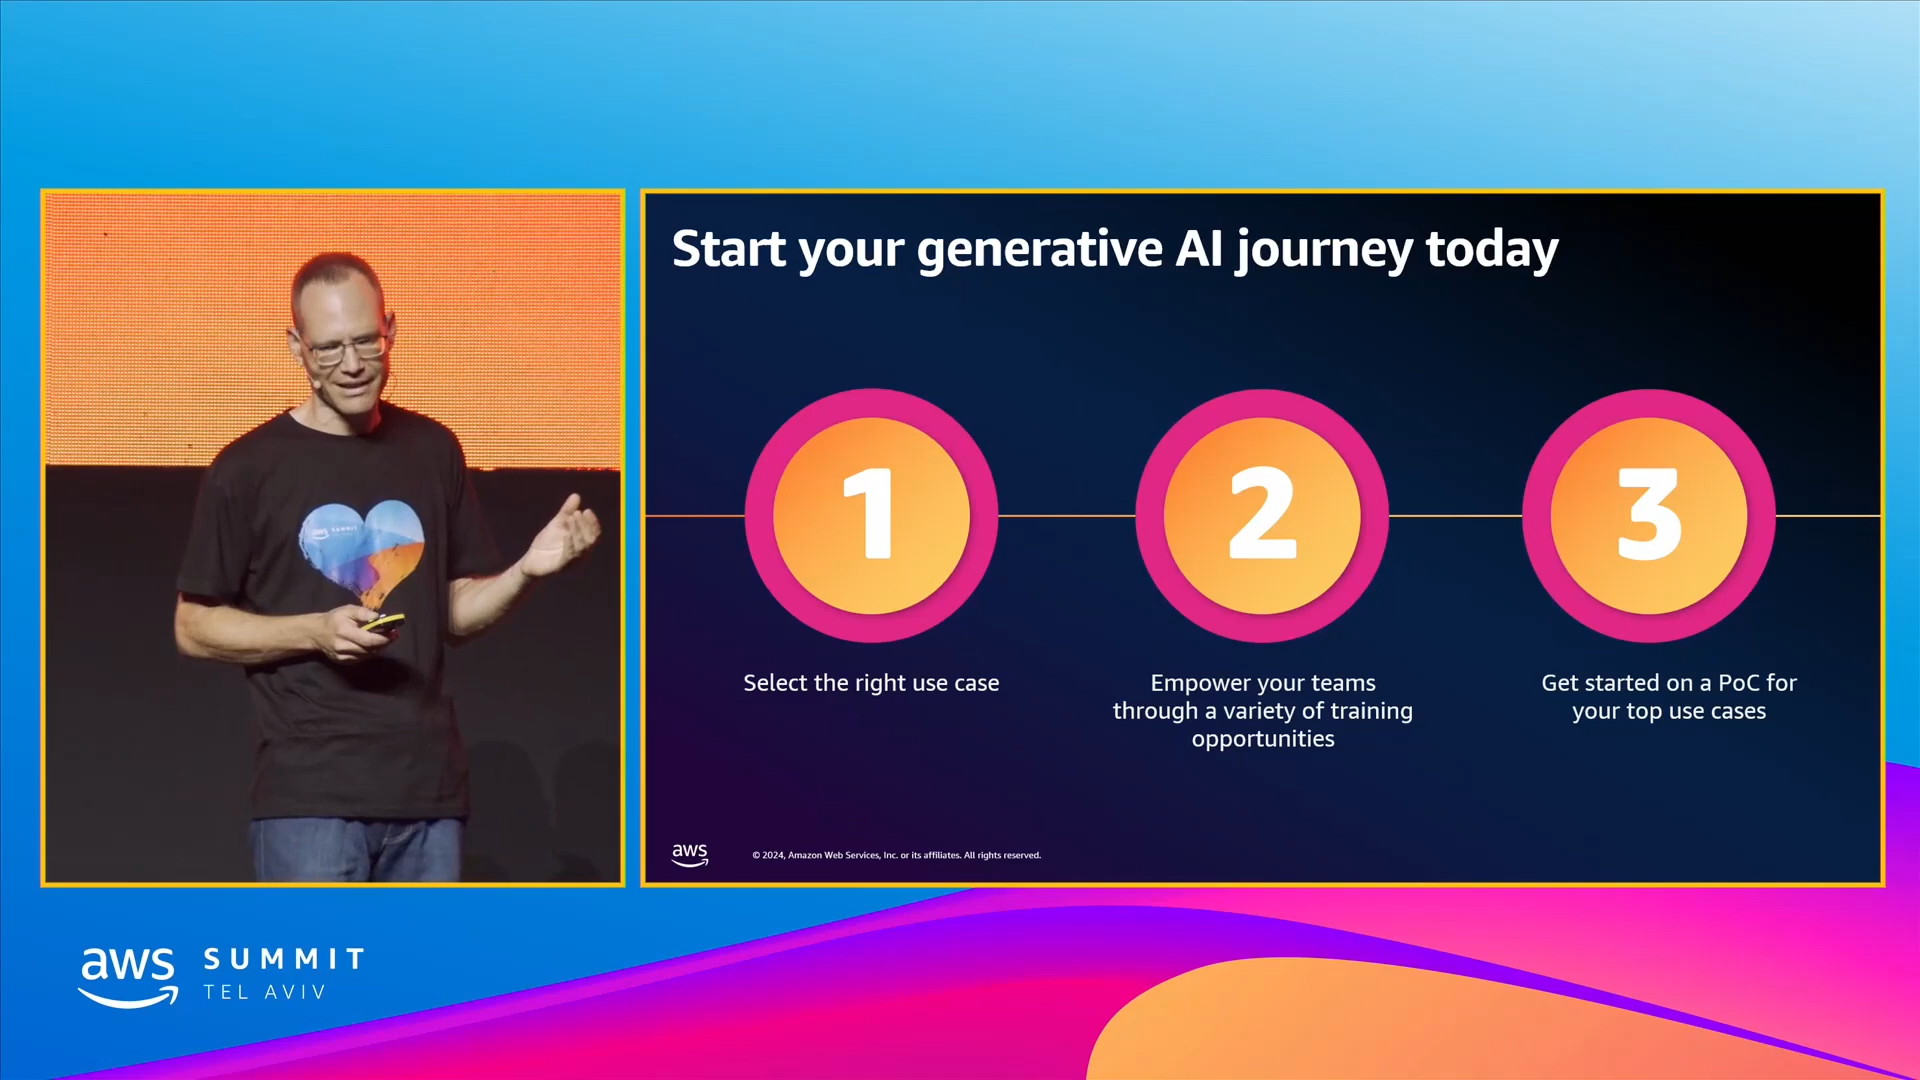 Start your generative AI journey today
1
2
3
Select the right use case
Empower your teams
through a variety of training
opportunities
Get started on a PoC for
your top use cases
aws
© 2024, Amazon Web Services, Inc. or its affiliates. All rights reserved.
aws SUMMIT
aws SUMMIT
TEL AVIV